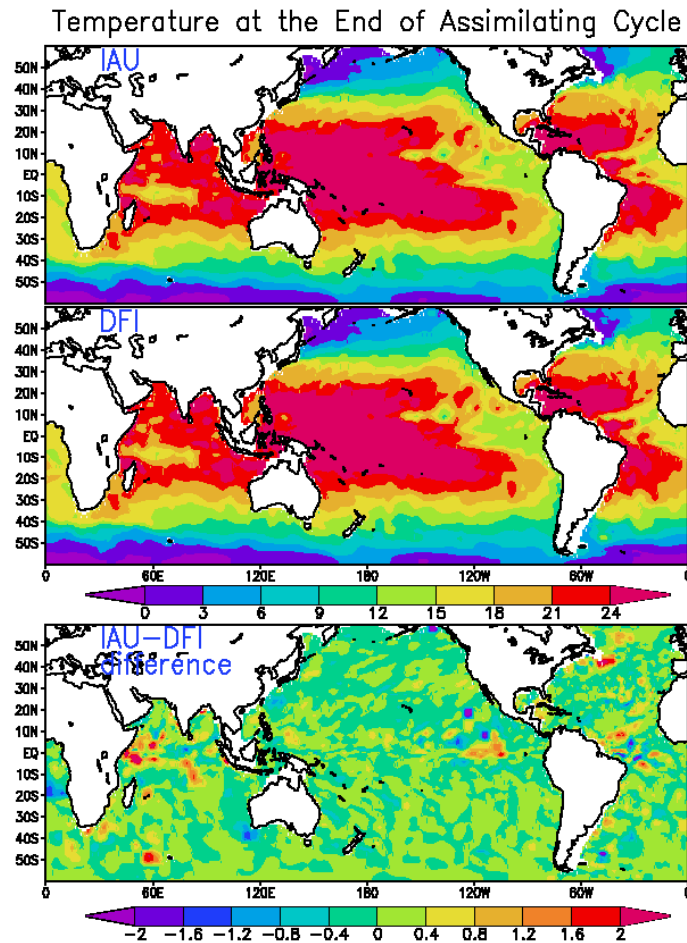 Temperature at the End of Assimilating Cycle
IAU
50N
40N
30N
20N
10N
EQ
10S
20S
30S
40S
50S
DFI
50N
40N
30N
20N
10N
EQ
10S
20S
30S
40S
50S
0 60E 120E 180 120W 60W 0
0 3 6 9 12 15 18 21 24
IAU-DFI
difference
50N
40N
30N
20N
10N
EQ
10S
20S
30S
40S
50S
0 60E 120E 180 120W 60W 0
-2 -1.6 -1.2 -0.8 -0.4 0 0.4 0.8 1.2 1.6 2